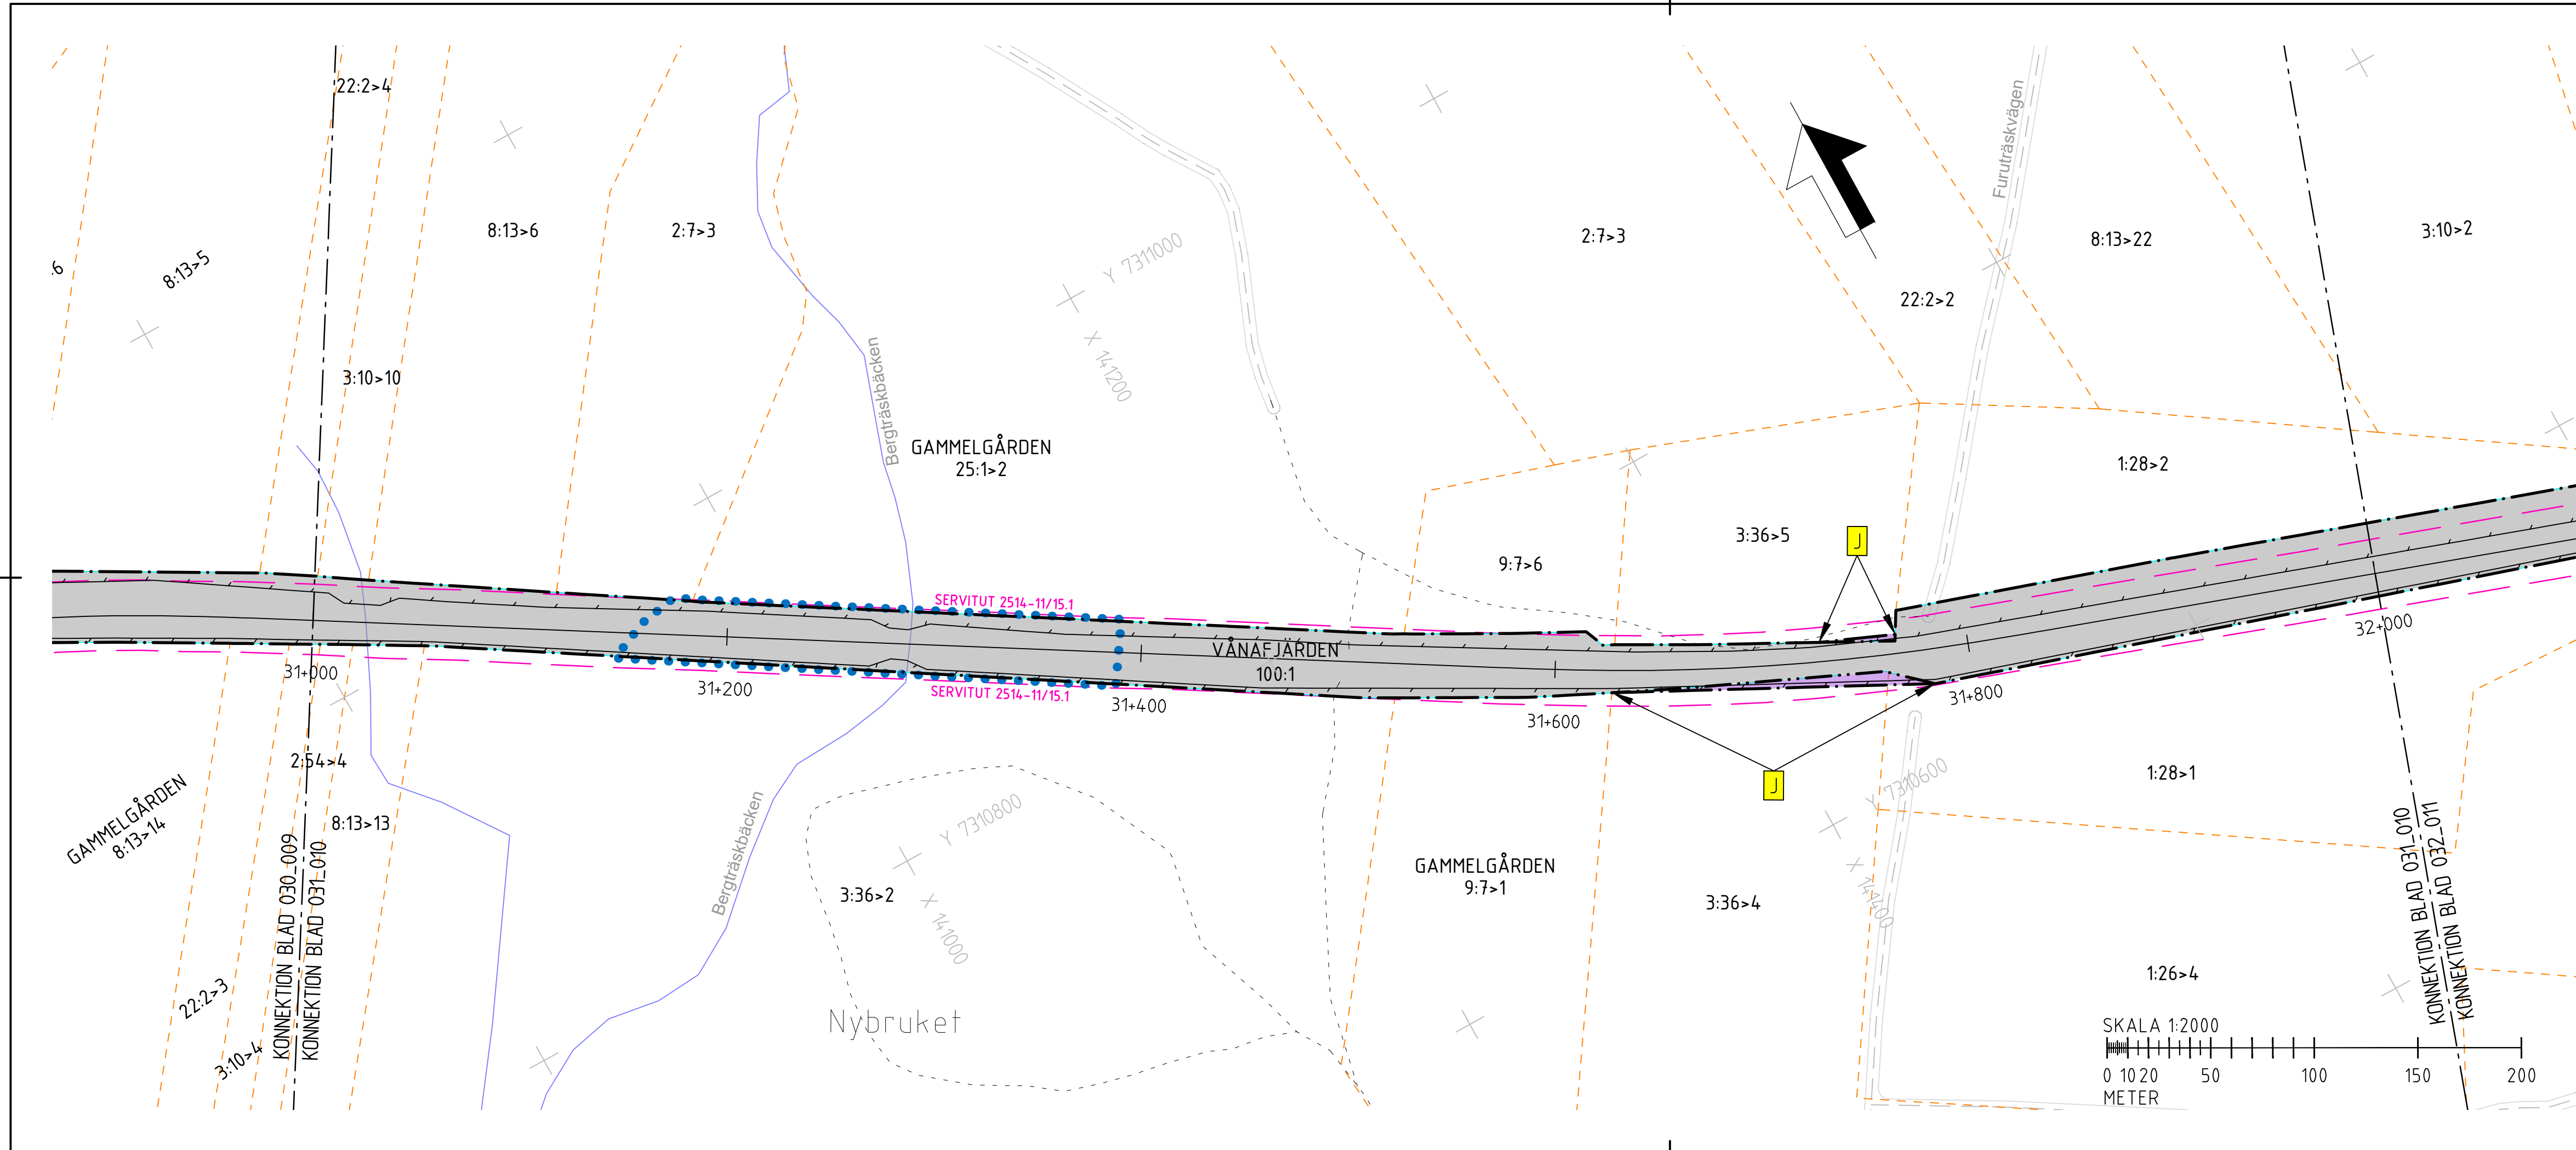 22:2>4
8:13>6
2:7>3
8:13>5
3:10>10
Bergträskbäcken
GAMMELGÅRDEN
25:1>2
Y 7311000
X 141200
2:7>3
Furuträskvägen
22:2>2
8:13>22
3:10>2
1:28>2
3:36>5
9:7>6
J
SERVITUT 2514-11/15.1
VÅNAFJÄRDEN
100:1
SERVITUT 2514-11/15.1
31+000
31+200
31+400
31+600
31+800
32+000
2:54>4
8:13>13
GAMMELGÅRDEN
8:13>14
Bergträskbäcken
Y 7310800
X 141000
3:36>2
Nybruket
GAMMELGÅRDEN
9:7>1
J
3:36>4
Y 7310600
X 141400
1:28>1
1:26>4
22:2>3
3:10>4
KONNEKTION BLAD 030_009
KONNEKTION BLAD 031_010
KONNEKTION BLAD 031_010
KONNEKTION BLAD 032_011
SKALA 1:2000
0 10 20 50 100 150 200
METER